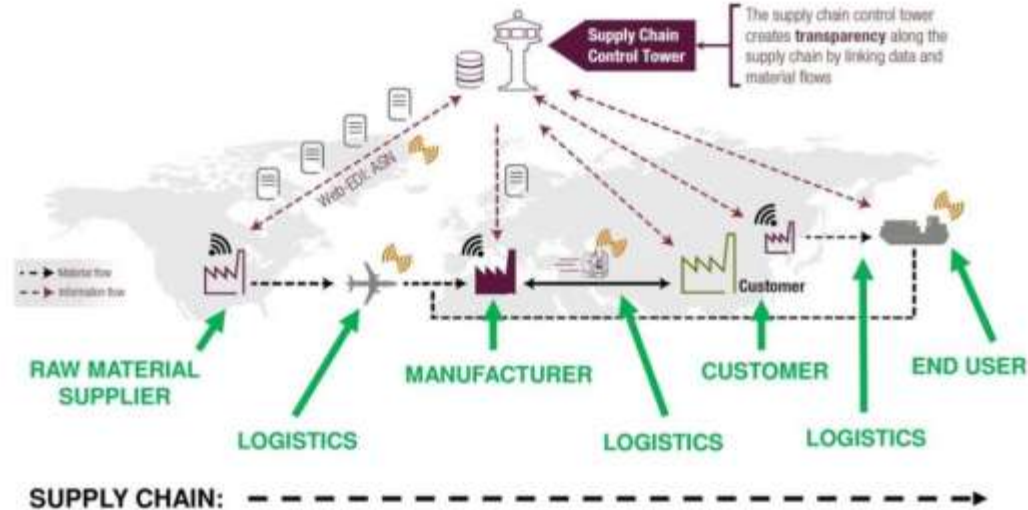 Supply Chain
Control Tower
The supply chain control tower
creates transparency along the
supply chain by linking data and
material flows
Web-EDI; ASN
Material flow
Information flow
Customer
RAW MATERIAL
SUPPLIER
MANUFACTURER
CUSTOMER
END USER
LOGISTICS
LOGISTICS
LOGISTICS
SUPPLY CHAIN: